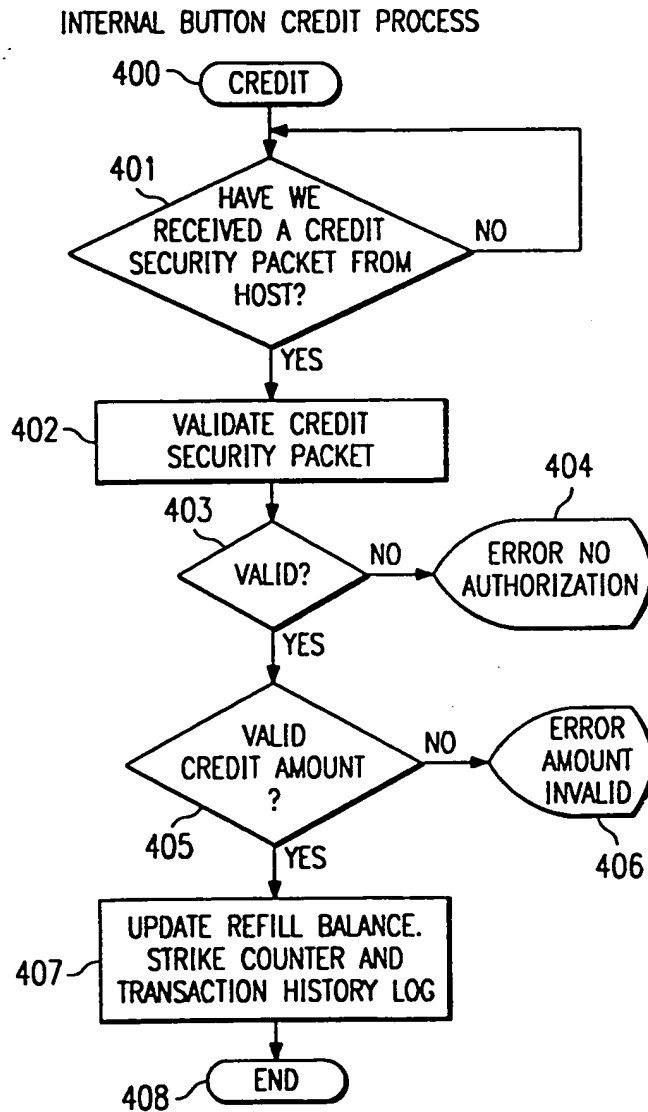 INTERNAL BUTTON CREDIT PROCESS
400
CREDIT
401
HAVE WE
RECEIVED A CREDIT
SECURITY PACKET FROM
HOST?
NO
YES
402
VALIDATE CREDIT
SECURITY PACKET
403
VALID?
NO
404
ERROR NO
AUTHORIZATION
YES
VALID
CREDIT AMOUNT
?
405
NO
ERROR
AMOUNT
INVALID
406
YES
407
UPDATE REFILL BALANCE.
STRIKE COUNTER AND
TRANSACTION HISTORY LOG
408
END